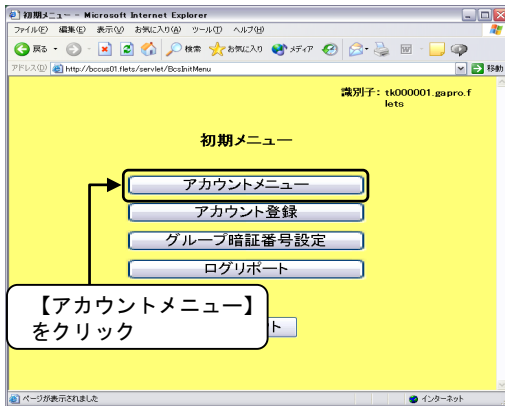 初期メニュー - Microsoft Internet Explorer
ファイル(F) 編集(E) 表示(V) お気に入り(A) ツール(T) ヘルプ(H)
戻る 検索 お気に入り メディア
アドレス(D) http://bccus01.flets/servlet/BcsInitMenu 移動
識別子: tk000001.gapro.f
lets
初期メニュー
アカウントメニュー
アカウント登録
グループ暗証番号設定
ログリポート
【アカウントメニュー】
をクリック
ト
ページが表示されました インターネット